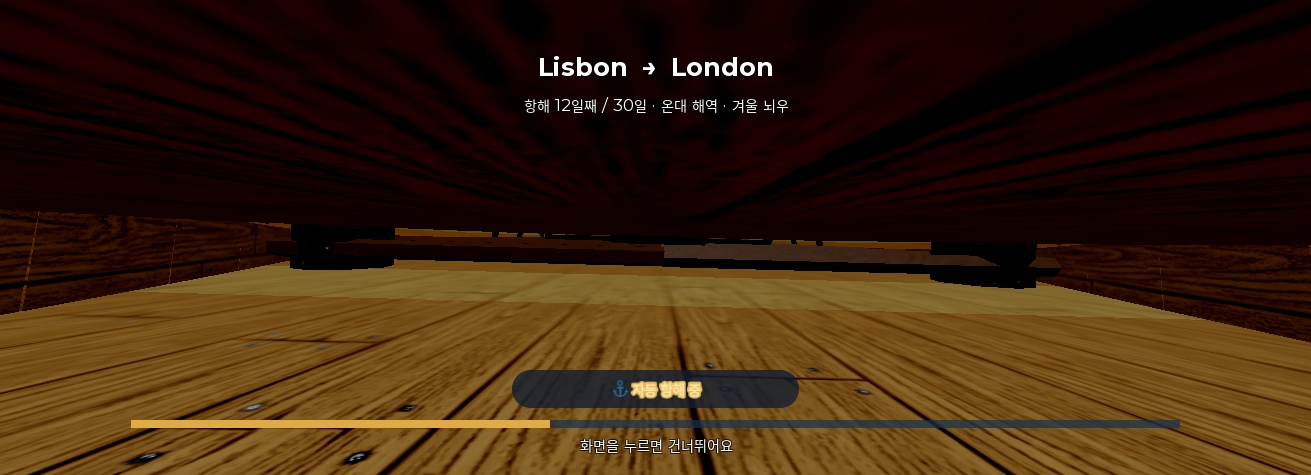 Lisbon → London
항해 12일째 / 30일 · 온대 해역 · 겨울 뇌우
⚓ 자동 항해 중
화면을 누르면 건너뛰어요